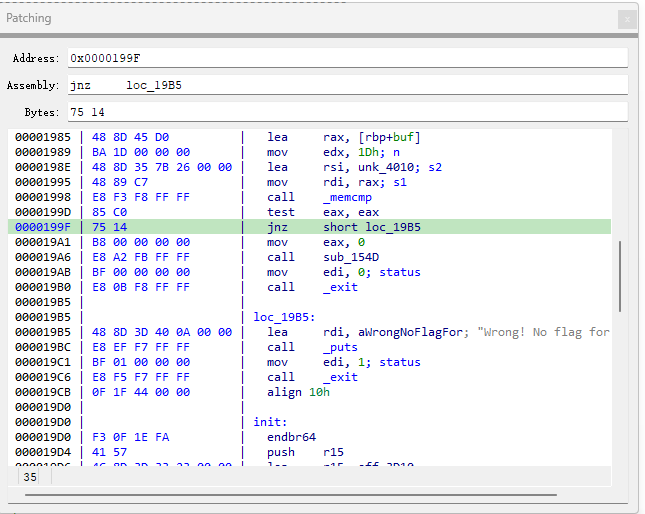 Patching
x
Address: 0x0000199F
Assembly: jnz loc_19B5
Bytes: 75 14
00001985 | 48 8D 45 D0 | lea rax, [rbp+buf]
00001989 | BA 1D 00 00 00 | mov edx, 1Dh; n
0000198E | 48 8D 35 7B 26 00 00 | lea rsi, unk_4010; s2
00001995 | 48 89 C7 | mov rdi, rax; s1
00001998 | E8 F3 F8 FF FF | call _memcmp
0000199D | 85 C0 | test eax, eax
0000199F | 75 14 | jnz short loc_19B5
000019A1 | B8 00 00 00 00 | mov eax, 0
000019A6 | E8 A2 FB FF FF | call sub_154D
000019AB | BF 00 00 00 00 | mov edi, 0; status
000019B0 | E8 0B F8 FF FF | call _exit
000019B5 | |
000019B5 | | loc_19B5:
000019B5 | 48 8D 3D 40 0A 00 00 | lea rdi, aWrongNoFlagFor; "Wrong! No flag for
000019BC | E8 EF F7 FF FF | call _puts
000019C1 | BF 01 00 00 00 | mov edi, 1; status
000019C6 | E8 F5 F7 FF FF | call _exit
000019CB | 0F 1F 44 00 00 | align 10h
000019D0 | |
000019D0 | | init:
000019D0 | F3 0F 1E FA | endbr64
000019D4 | 41 57 | push r15
35